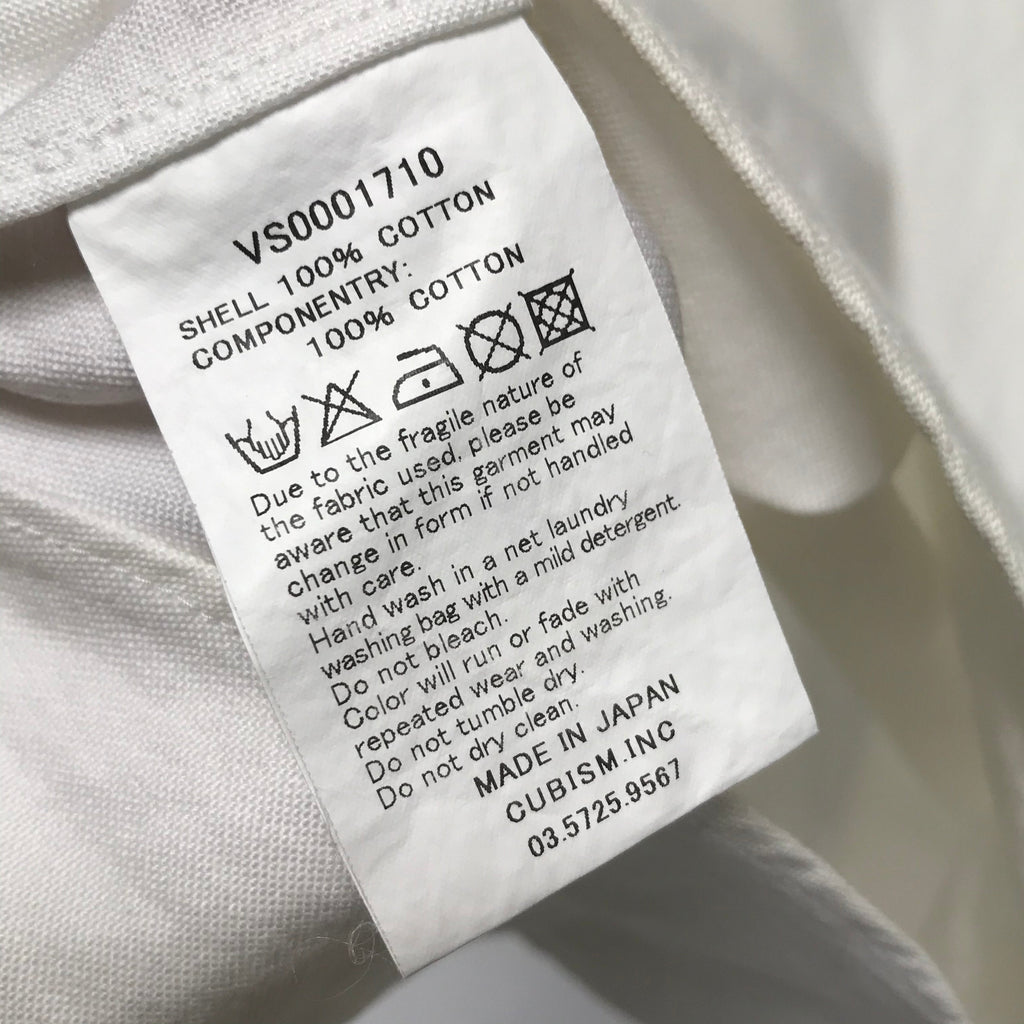 VS0001710
SHELL 100% COTTON
COMPONENTRY:
100% COTTON
Due to the fragile nature of
the fabric used, please be
aware that this garment may
change in form if not handled
with care.
Hand wash in a net laundry
washing bag with a mild detergent.
Do not bleach.
Color will run or fade with
repeated wear and washing.
Do not tumble dry.
Do not dry clean.
MADE IN JAPAN
CUBISM.INC
03.5725.9567